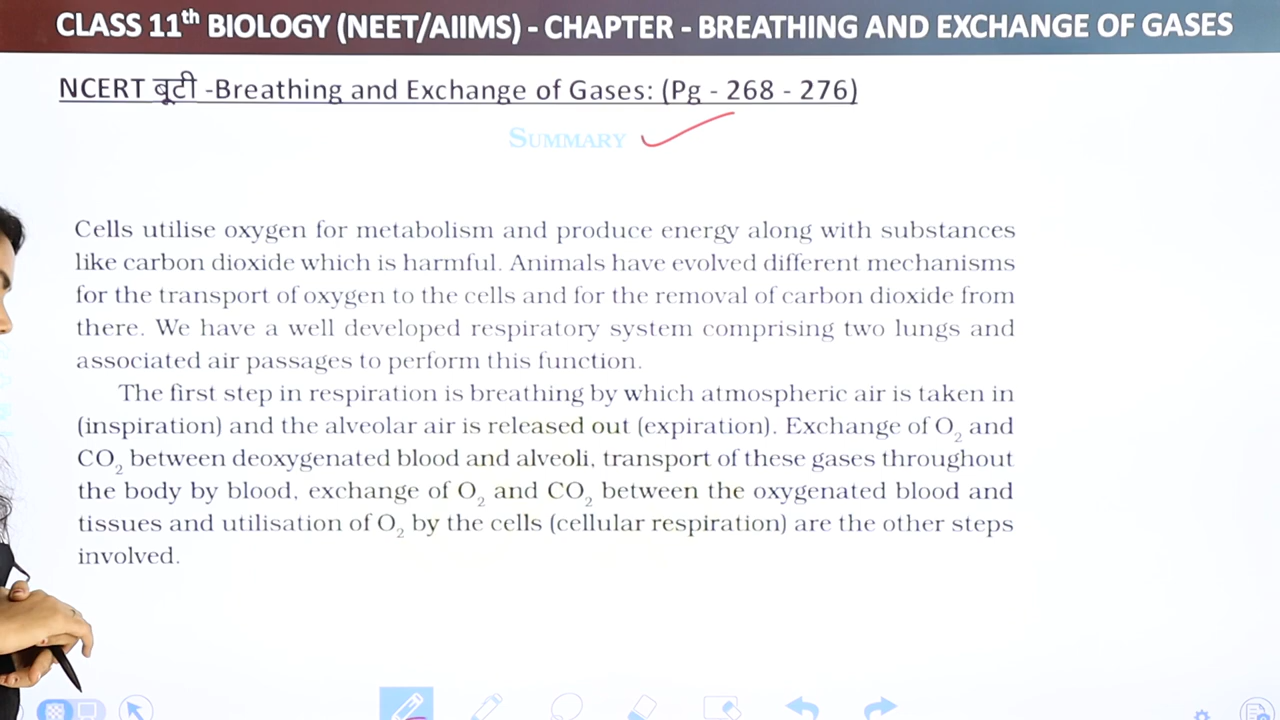 CLASS 11th BIOLOGY (NEET/AIIMS) - CHAPTER - BREATHING AND EXCHANGE OF GASES
NCERT बूटी -Breathing and Exchange of Gases: (Pg - 268 - 276)
SUMMARY
Cells utilise oxygen for metabolism and produce energy along with substances
like carbon dioxide which is harmful. Animals have evolved different mechanisms
for the transport of oxygen to the cells and for the removal of carbon dioxide from
there. We have a well developed respiratory system comprising two lungs and
associated air passages to perform this function.
The first step in respiration is breathing by which atmospheric air is taken in
(inspiration) and the alveolar air is released out (expiration). Exchange of O₂ and
CO₂ between deoxygenated blood and alveoli, transport of these gases throughout
the body by blood, exchange of O₂ and CO₂ between the oxygenated blood and
tissues and utilisation of O₂ by the cells (cellular respiration) are the other steps
involved.